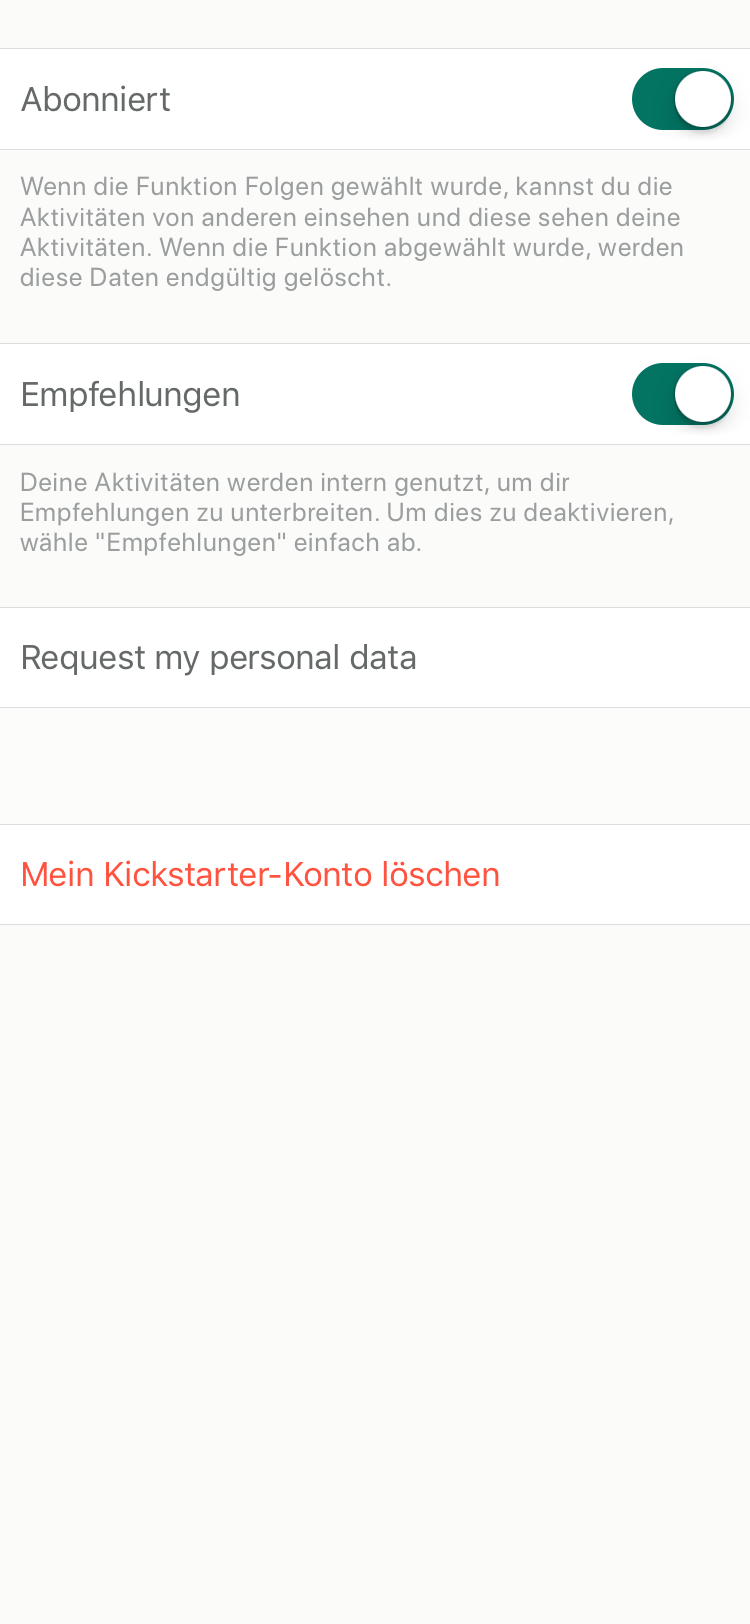 Abonniert
Wenn die Funktion Folgen gewählt wurde, kannst du die
Aktivitäten von anderen einsehen und diese sehen deine
Aktivitäten. Wenn die Funktion abgewählt wurde, werden
diese Daten endgültig gelöscht.
Empfehlungen
Deine Aktivitäten werden intern genutzt, um dir
Empfehlungen zu unterbreiten. Um dies zu deaktivieren,
wähle "Empfehlungen" einfach ab.
Request my personal data
Mein Kickstarter-Konto löschen